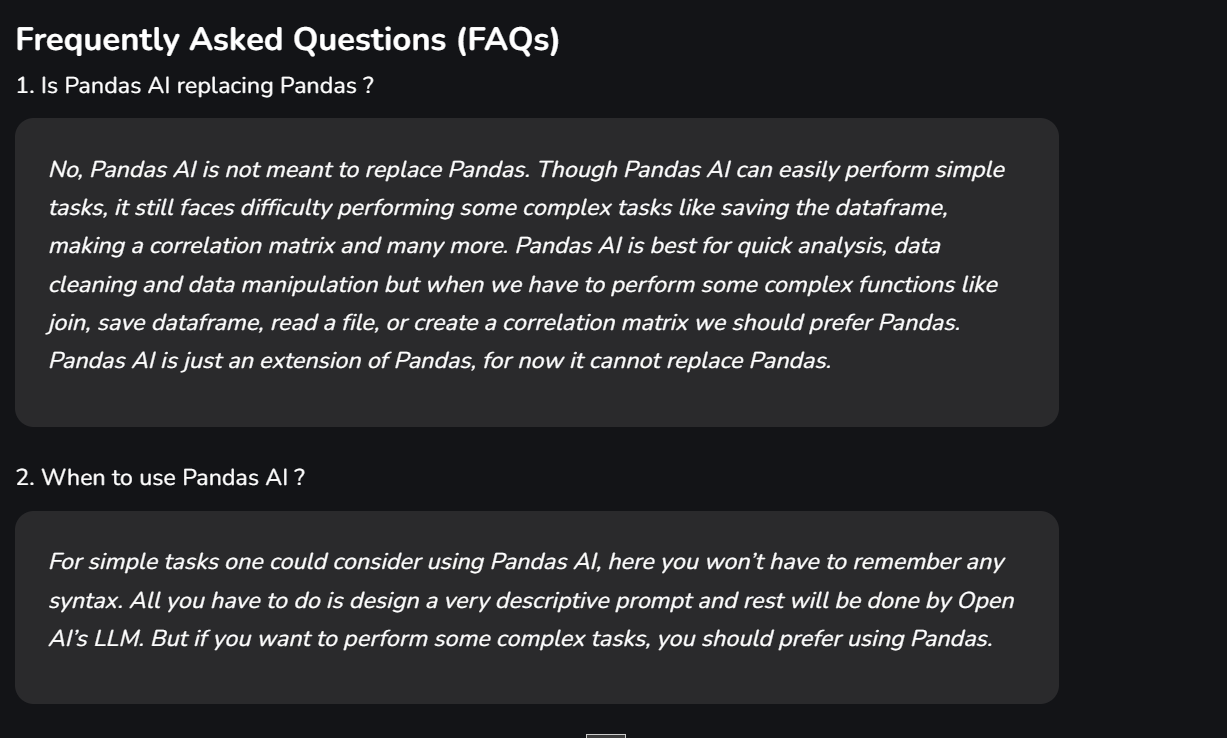 Frequently Asked Questions (FAQs)
1. Is Pandas AI replacing Pandas ?
No, Pandas AI is not meant to replace Pandas. Though Pandas AI can easily perform simple
tasks, it still faces difficulty performing some complex tasks like saving the dataframe,
making a correlation matrix and many more. Pandas AI is best for quick analysis, data
cleaning and data manipulation but when we have to perform some complex functions like
join, save dataframe, read a file, or create a correlation matrix we should prefer Pandas.
Pandas AI is just an extension of Pandas, for now it cannot replace Pandas.
2. When to use Pandas AI ?
For simple tasks one could consider using Pandas AI, here you won’t have to remember any
syntax. All you have to do is design a very descriptive prompt and rest will be done by Open
AI’s LLM. But if you want to perform some complex tasks, you should prefer using Pandas.